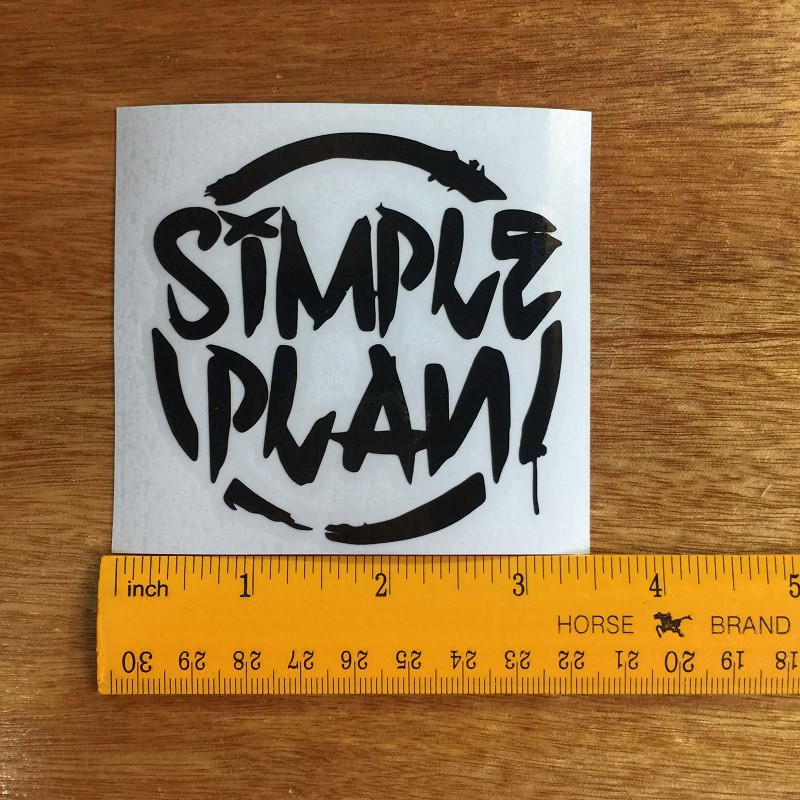 SiMPLE
PLAN
inch 1 2 3 4 5
HORSE BRAND
30 29 28 27 26 25 24 23 22 21 20 19 18